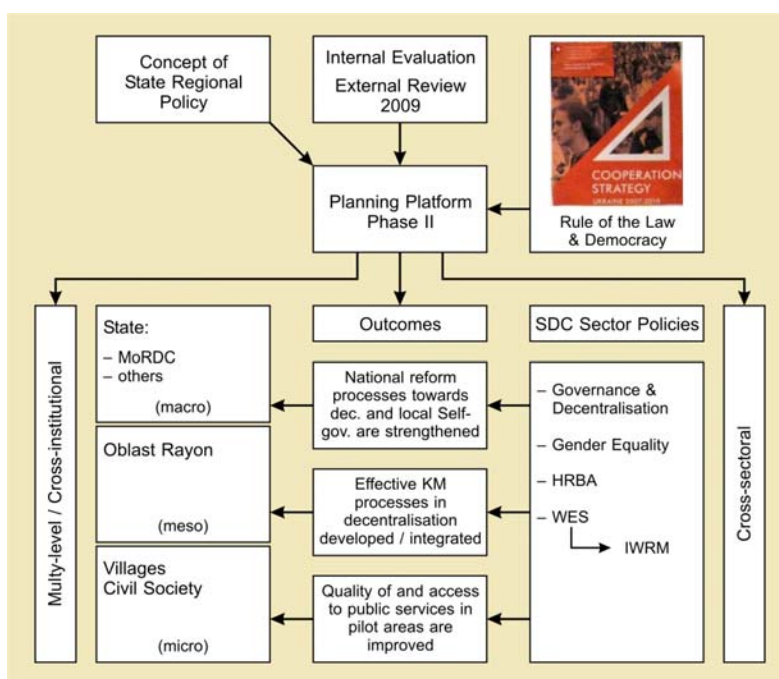 Concept of
State Regional
Policy
Internal Evaluation
External Review
2009
COOPERATION
STRATEGY
UKRAINE 2007-2010
Rule of the Law
& Democracy
Planning Platform
Phase II
Multy-level / Cross-institutional
State:
– MoRDC
– others
(macro)
Oblast Rayon
(meso)
Villages
Civil Society
(micro)
Outcomes
National reform
processes towards
dec. and local Self-
gov. are strengthened
Effective KM
processes in
decentralisation
developed / integrated
Quality of and access
to public services in
pilot areas are
improved
SDC Sector Policies
– Governance &
Decentralisation
– Gender Equality
– HRBA
– WES
IWRM
Cross-sectoral